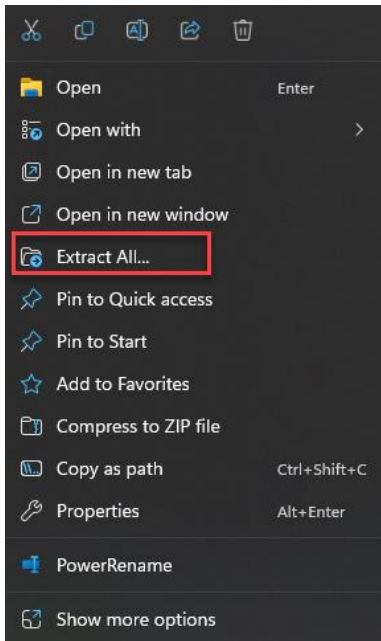 Open Enter
Open with
Open in new tab
Open in new window
Extract All...
Pin to Quick access
Pin to Start
Add to Favorites
Compress to ZIP file
Copy as path Ctrl+Shift+C
Properties Alt+Enter
PowerRename
Show more options